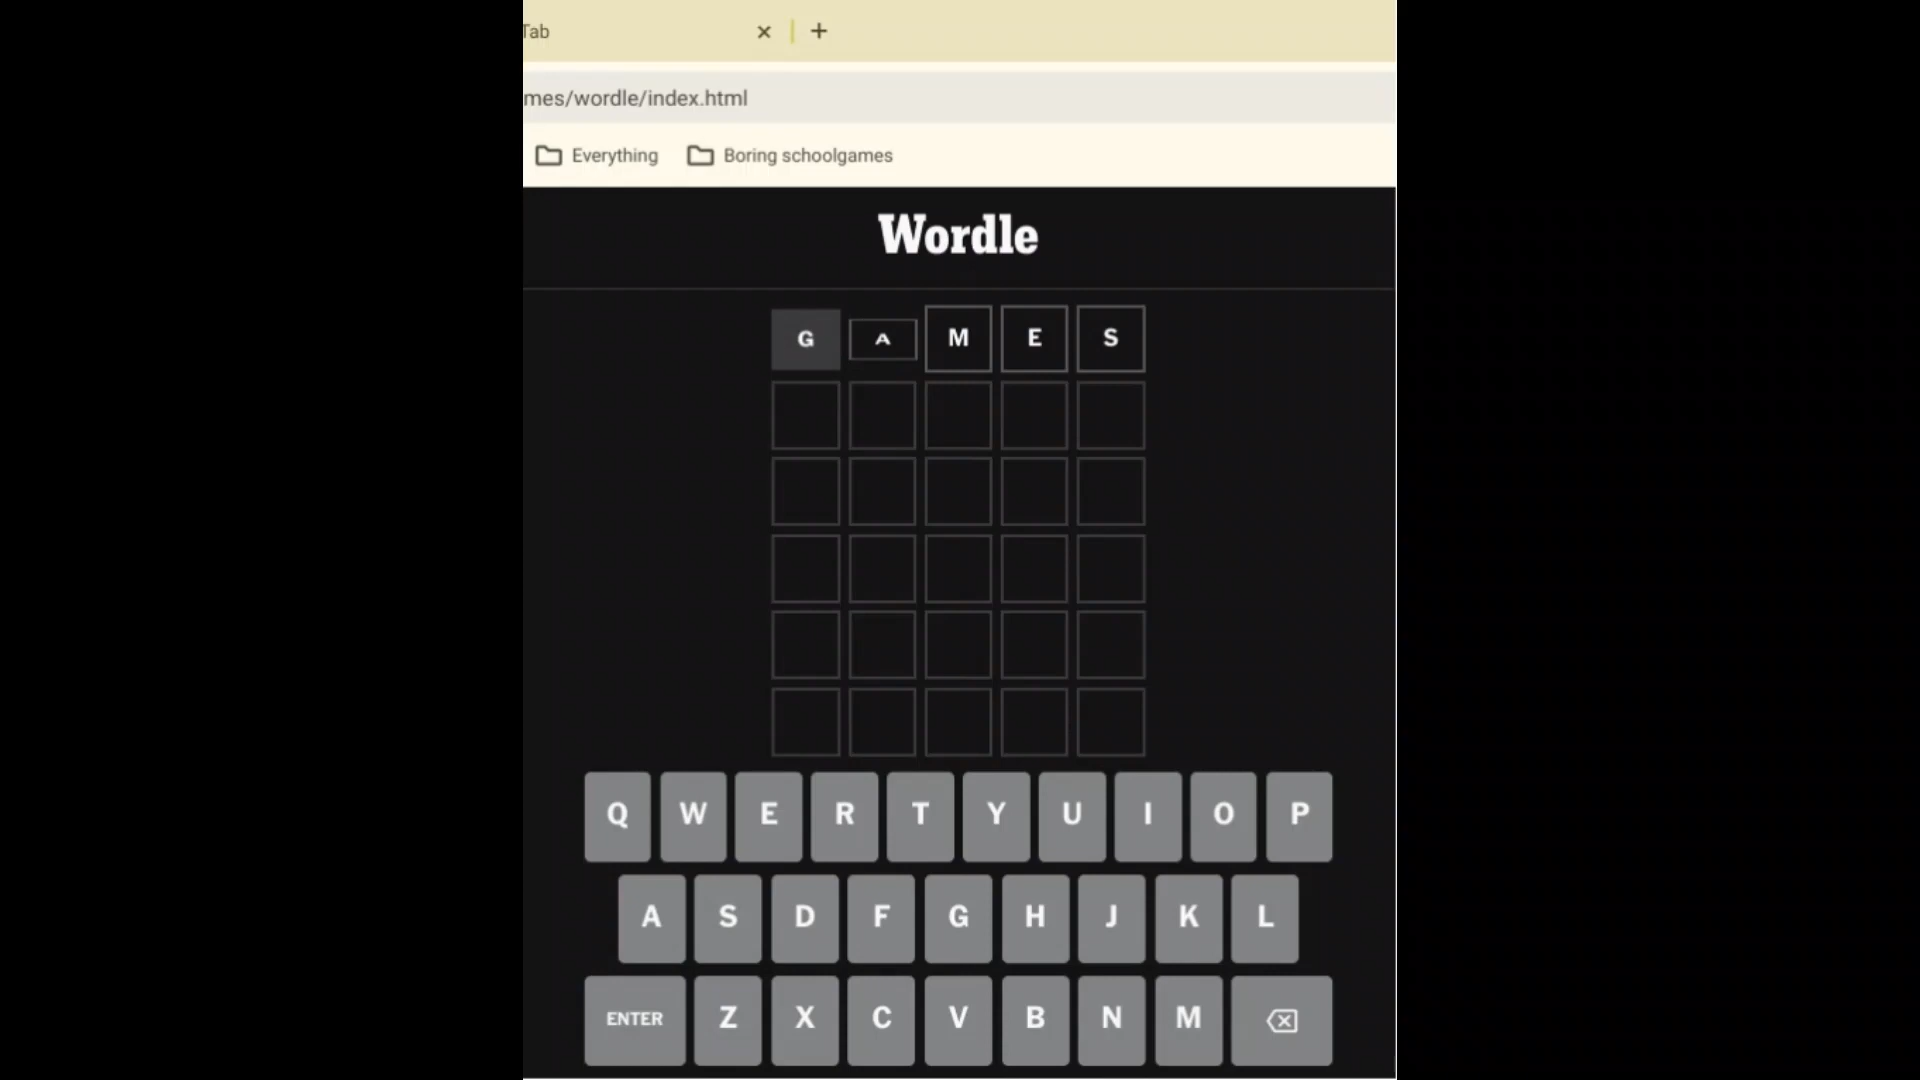 Tab
mes/wordle/index.html
Everything Boring schoolgames
Wordle
G A M E S
Q W E R T Y U I O P
A S D F G H J K L
ENTER Z X C V B N M